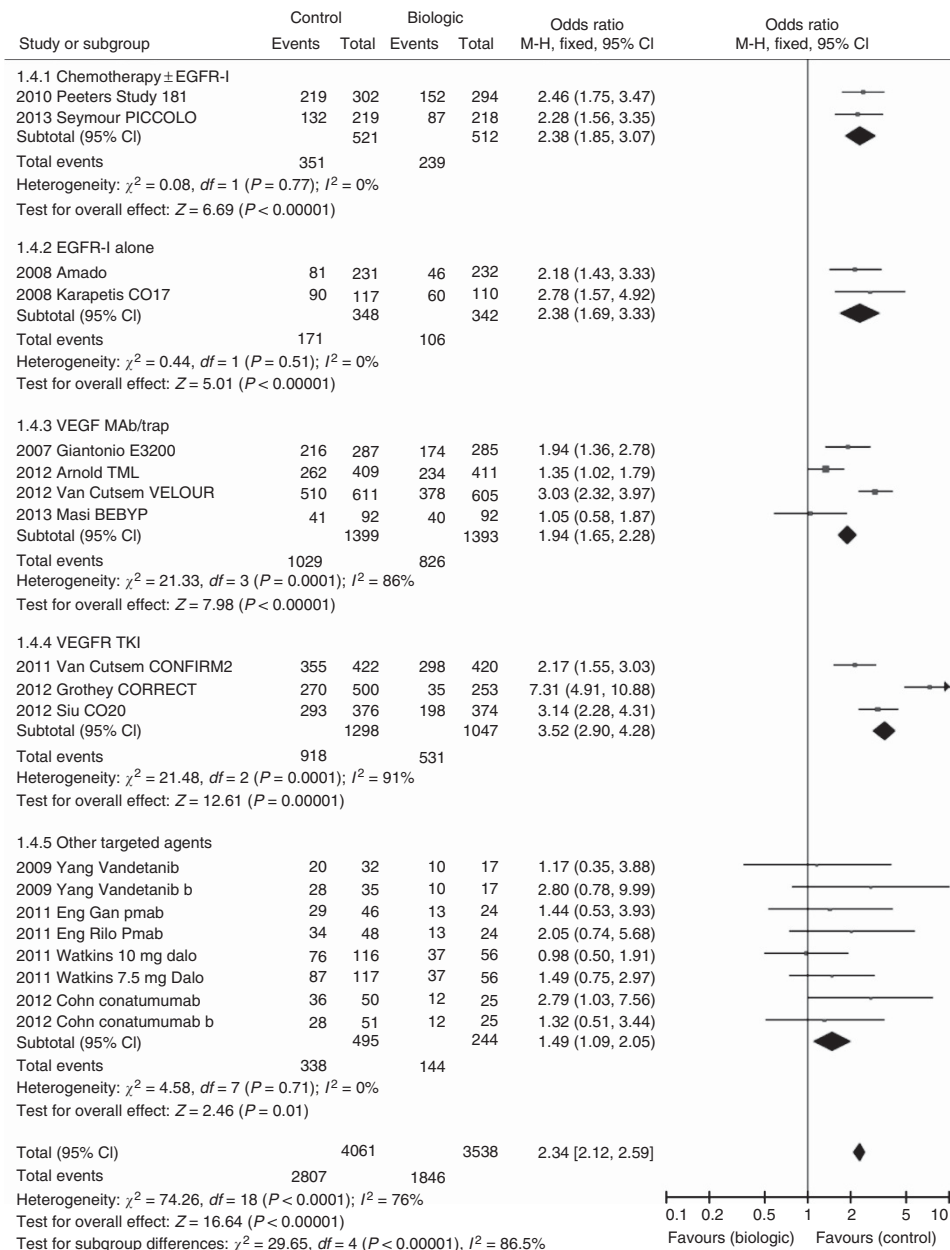 Control Biologic Odds ratio Odds ratio
Study or subgroup Events Total Events Total M-H, fixed, 95% CI M-H, fixed, 95% CI
1.4.1 Chemotherapy±EGFR-I
2010 Peeters Study 181 219 302 152 294 2.46 (1.75, 3.47)
2013 Seymour PICCOLO 132 219 87 218 2.28 (1.56, 3.35)
Subtotal (95% CI) 521 512 2.38 (1.85, 3.07)
Total events 351 239
Heterogeneity: χ² = 0.08, df = 1 (P = 0.77); I² = 0%
Test for overall effect: Z = 6.69 (P < 0.00001)
1.4.2 EGFR-I alone
2008 Amado 81 231 46 232 2.18 (1.43, 3.33)
2008 Karapetis CO17 90 117 60 110 2.78 (1.57, 4.92)
Subtotal (95% CI) 348 342 2.38 (1.69, 3.33)
Total events 171 106
Heterogeneity: χ² = 0.44, df = 1 (P = 0.51); I² = 0%
Test for overall effect: Z = 5.01 (P < 0.00001)
1.4.3 VEGF MAb/trap
2007 Giantonio E3200 216 287 174 285 1.94 (1.36, 2.78)
2012 Arnold TML 262 409 234 411 1.35 (1.02, 1.79)
2012 Van Cutsem VELOUR 510 611 378 605 3.03 (2.32, 3.97)
2013 Masi BEBYP 41 92 40 92 1.05 (0.58, 1.87)
Subtotal (95% CI) 1399 1393 1.94 (1.65, 2.28)
Total events 1029 826
Heterogeneity: χ² = 21.33, df = 3 (P = 0.0001); I² = 86%
Test for overall effect: Z = 7.98 (P < 0.00001)
1.4.4 VEGFR TKI
2011 Van Cutsem CONFIRM2 355 422 298 420 2.17 (1.55, 3.03)
2012 Grothey CORRECT 270 500 35 253 7.31 (4.91, 10.88)
2012 Siu CO20 293 376 198 374 3.14 (2.28, 4.31)
Subtotal (95% CI) 1298 1047 3.52 (2.90, 4.28)
Total events 918 531
Heterogeneity: χ² = 21.48, df = 2 (P = 0.0001); I² = 91%
Test for overall effect: Z = 12.61 (P = 0.00001)
1.4.5 Other targeted agents
2009 Yang Vandetanib 20 32 10 17 1.17 (0.35, 3.88)
2009 Yang Vandetanib b 28 35 10 17 2.80 (0.78, 9.99)
2011 Eng Gan pmab 29 46 13 24 1.44 (0.53, 3.93)
2011 Eng Rilo Pmab 34 48 13 24 2.05 (0.74, 5.68)
2011 Watkins 10 mg dalo 76 116 37 56 0.98 (0.50, 1.91)
2011 Watkins 7.5 mg Dalo 87 117 37 56 1.49 (0.75, 2.97)
2012 Cohn conatumumab 36 50 12 25 2.79 (1.03, 7.56)
2012 Cohn conatumumab b 28 51 12 25 1.32 (0.51, 3.44)
Subtotal (95% CI) 495 244 1.49 (1.09, 2.05)
Total events 338 144
Heterogeneity: χ² = 4.58, df = 7 (P = 0.71); I² = 0%
Test for overall effect: Z = 2.46 (P = 0.01)
Total (95% CI) 4061 3538 2.34 [2.12, 2.59]
Total events 2807 1846
Heterogeneity: χ² = 74.26, df = 18 (P < 0.0001); I² = 76%
Test for overall effect: Z = 16.64 (P < 0.00001)
Test for subgroup differences: χ² = 29.65, df = 4 (P < 0.00001), I² = 86.5%
0.1 0.2 0.5 1 2 5 10
Favours (biologic) Favours (control)